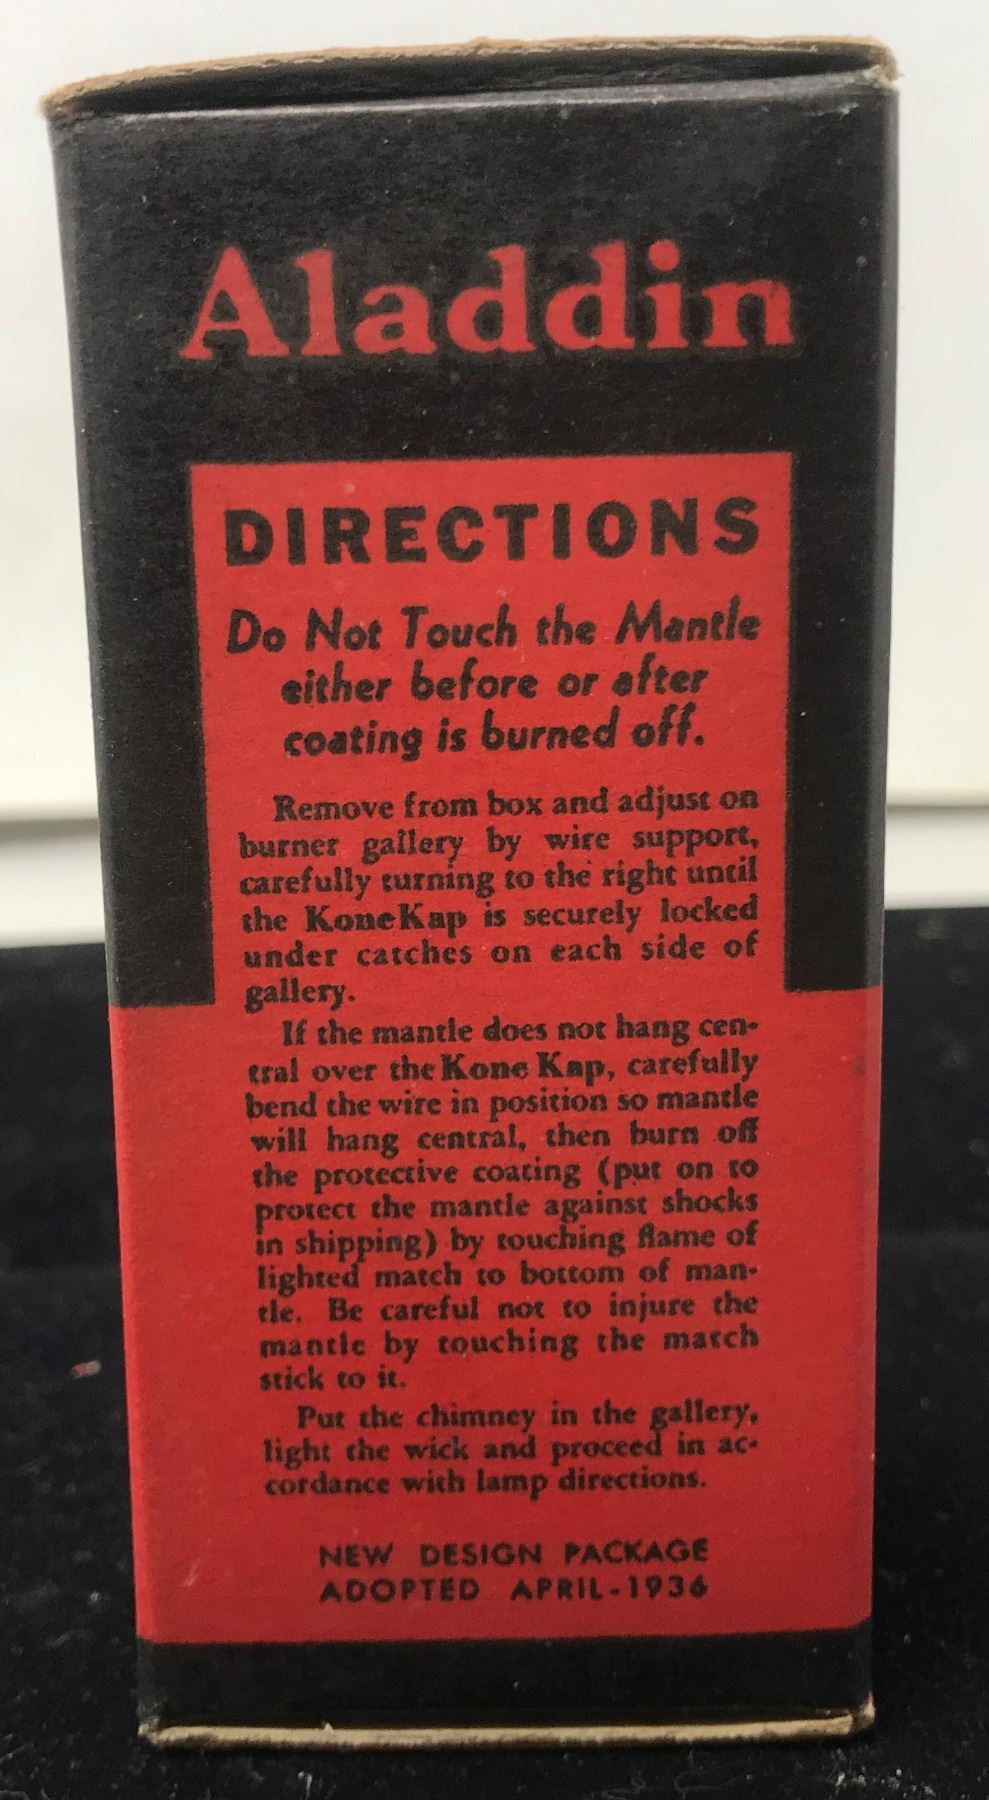 Aladdin
DIRECTIONS
Do Not Touch the Mantle
either before or after
coating is burned off.
Remove from box and adjust on
burner gallery by wire support,
carefully turning to the right until
the KoneKap is securely locked
under catches on each side of
gallery.
If the mantle does not hang cen-
tral over the Kone Kap, carefully
bend the wire in position so mantle
will hang central, then burn off
the protective coating (put on to
protect the mantle against shocks
in shipping) by touching flame of
lighted match to bottom of man-
tle. Be careful not to injure the
mantle by touching the match
stick to it.
Put the chimney in the gallery,
light the wick and proceed in ac-
cordance with lamp directions.
NEW DESIGN PACKAGE
ADOPTED APRIL-1936